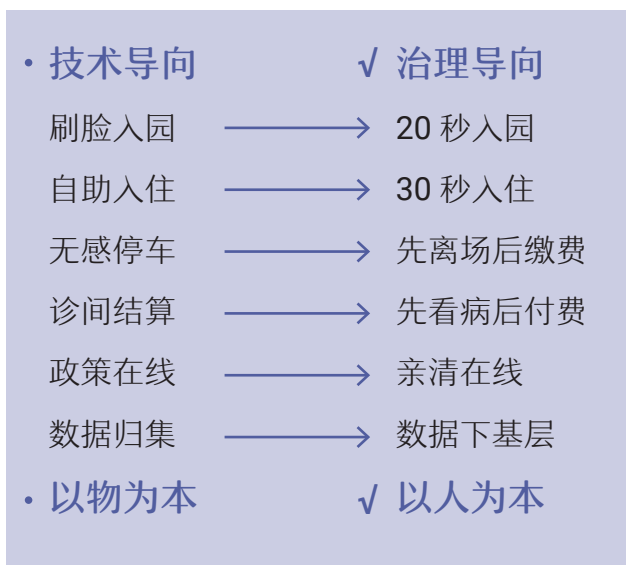 · 技术导向 √ 治理导向
刷脸入园 → 20 秒入园
自助入住 → 30 秒入住
无感停车 → 先离场后缴费
诊间结算 → 先看病后付费
政策在线 → 亲清在线
数据归集 → 数据下基层
· 以物为本 √ 以人为本